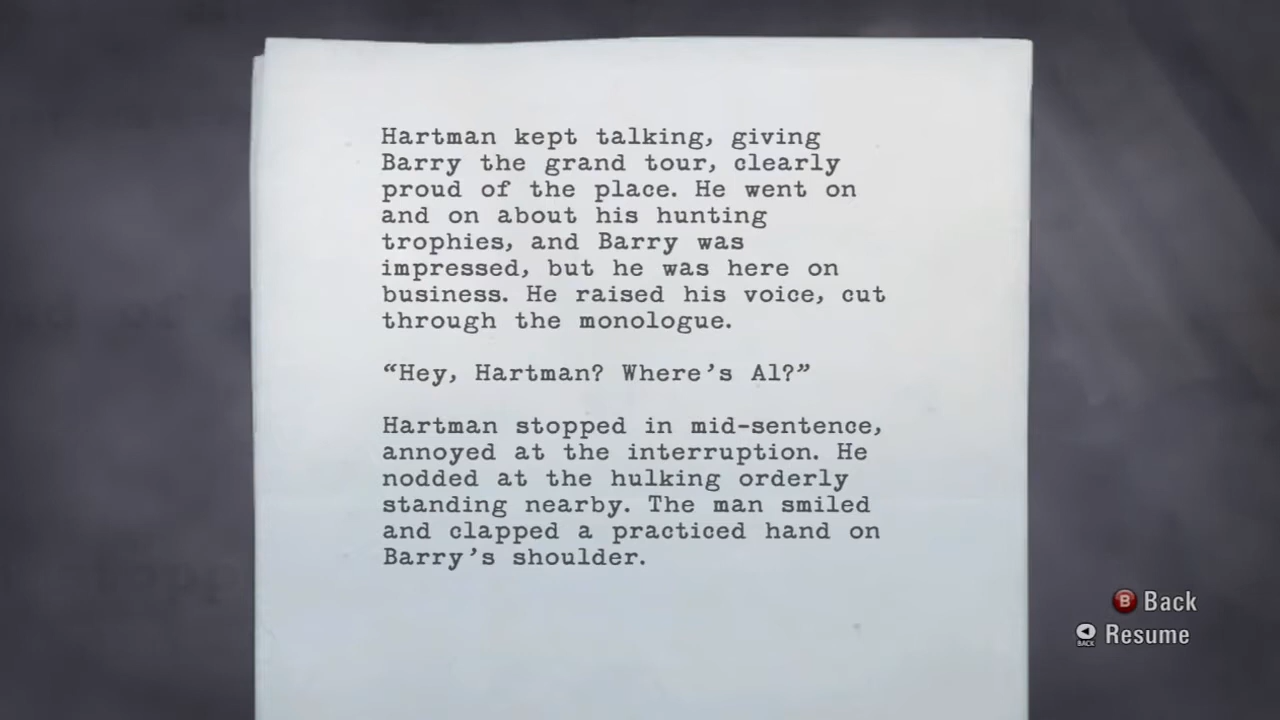 Hartman kept talking, giving
Barry the grand tour, clearly
proud of the place. He went on
and on about his hunting
trophies, and Barry was
impressed, but he was here on
business. He raised his voice, cut
through the monologue.
“Hey, Hartman? Where’s Al?”
Hartman stopped in mid-sentence,
annoyed at the interruption. He
nodded at the hulking orderly
standing nearby. The man smiled
and clapped a practiced hand on
Barry’s shoulder.
B Back
BACK Resume